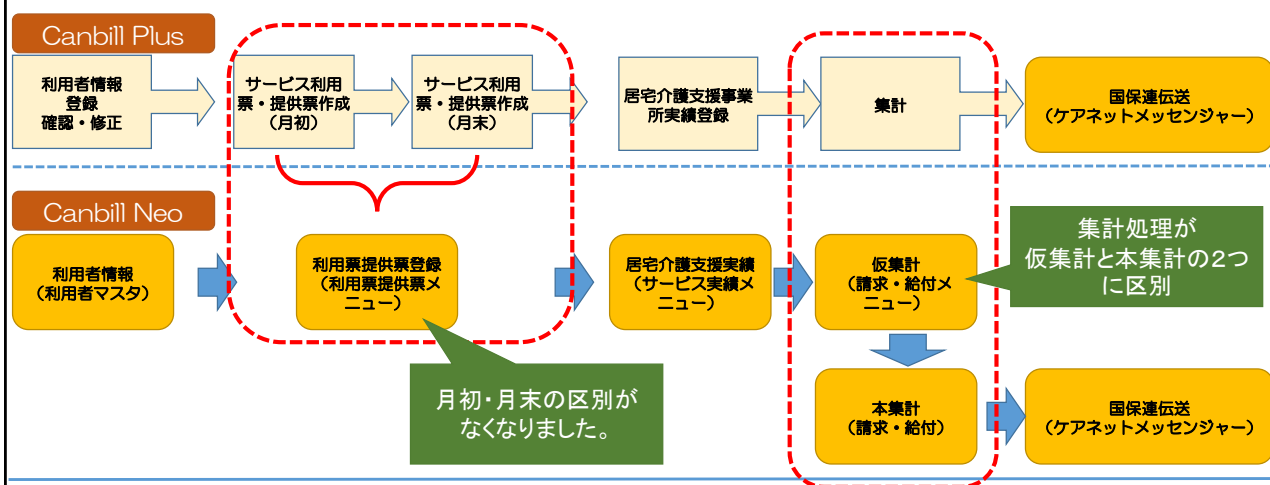 Canbill Plus
利用者情報
登録
確認・修正
サービス利用
票・提供票作成
（月初）
サービス利用
票・提供票作成
（月末）
居宅介護支援事業
所実績登録
集計
国保連伝送
（ケアネットメッセンジャー）
Canbill Neo
利用者情報
（利用者マスタ）
利用票提供票登録
（利用票提供票メ
ニュー）
居宅介護支援実績
（サービス実績メ
ニュー）
仮集計
（請求・給付メ
ニュー）
集計処理が
仮集計と本集計の２つ
に区別
月初・月末の区別が
なくなりました。
本集計
（請求・給付）
国保連伝送
（ケアネットメッセンジャー）